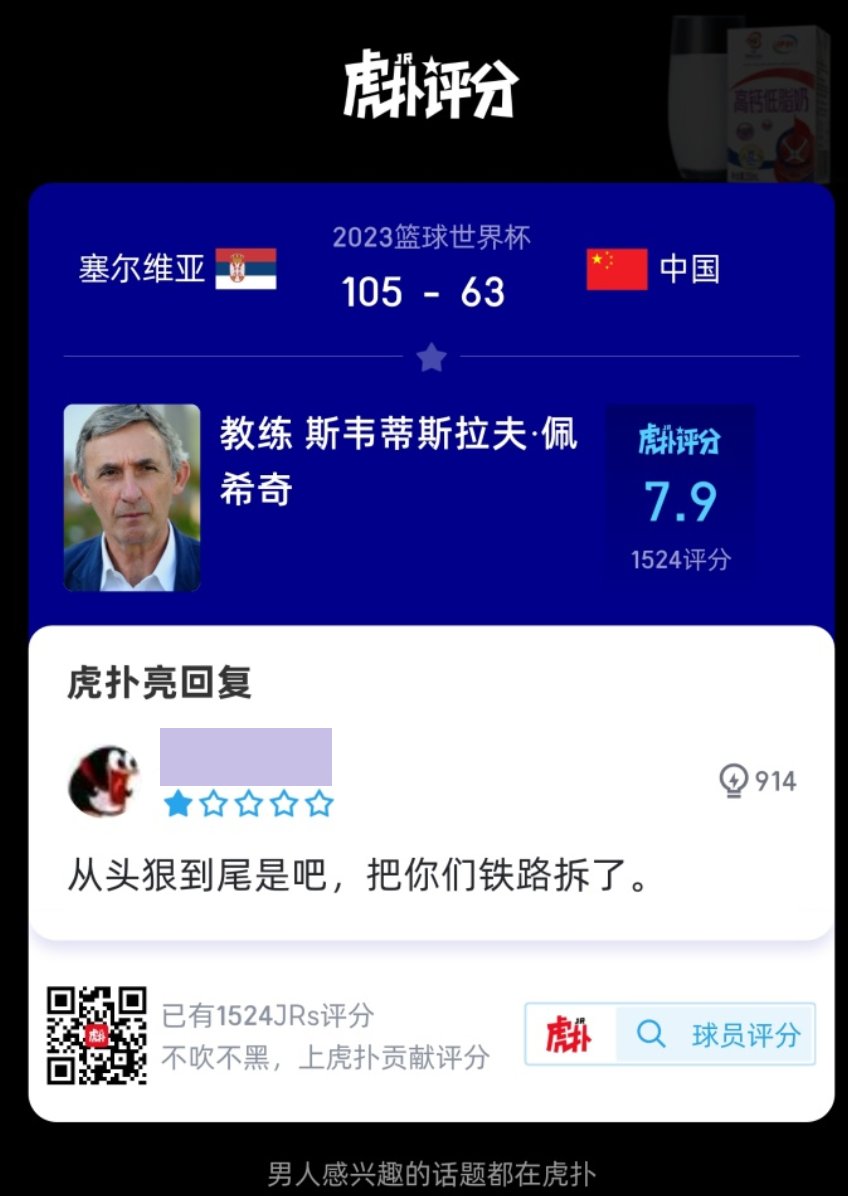 虎扑评分
JR
高钙低脂奶
2023篮球世界杯
塞尔维亚
105 - 63
中国
教练 斯韦蒂斯拉夫·佩
希奇
虎扑评分
7.9
1524评分
虎扑亮回复
914
从头狠到尾是吧，把你们铁路拆了。
已有1524JRs评分
不吹不黑，上虎扑贡献评分
虎扑
JR
虎扑
球员评分
男人感兴趣的话题都在虎扑